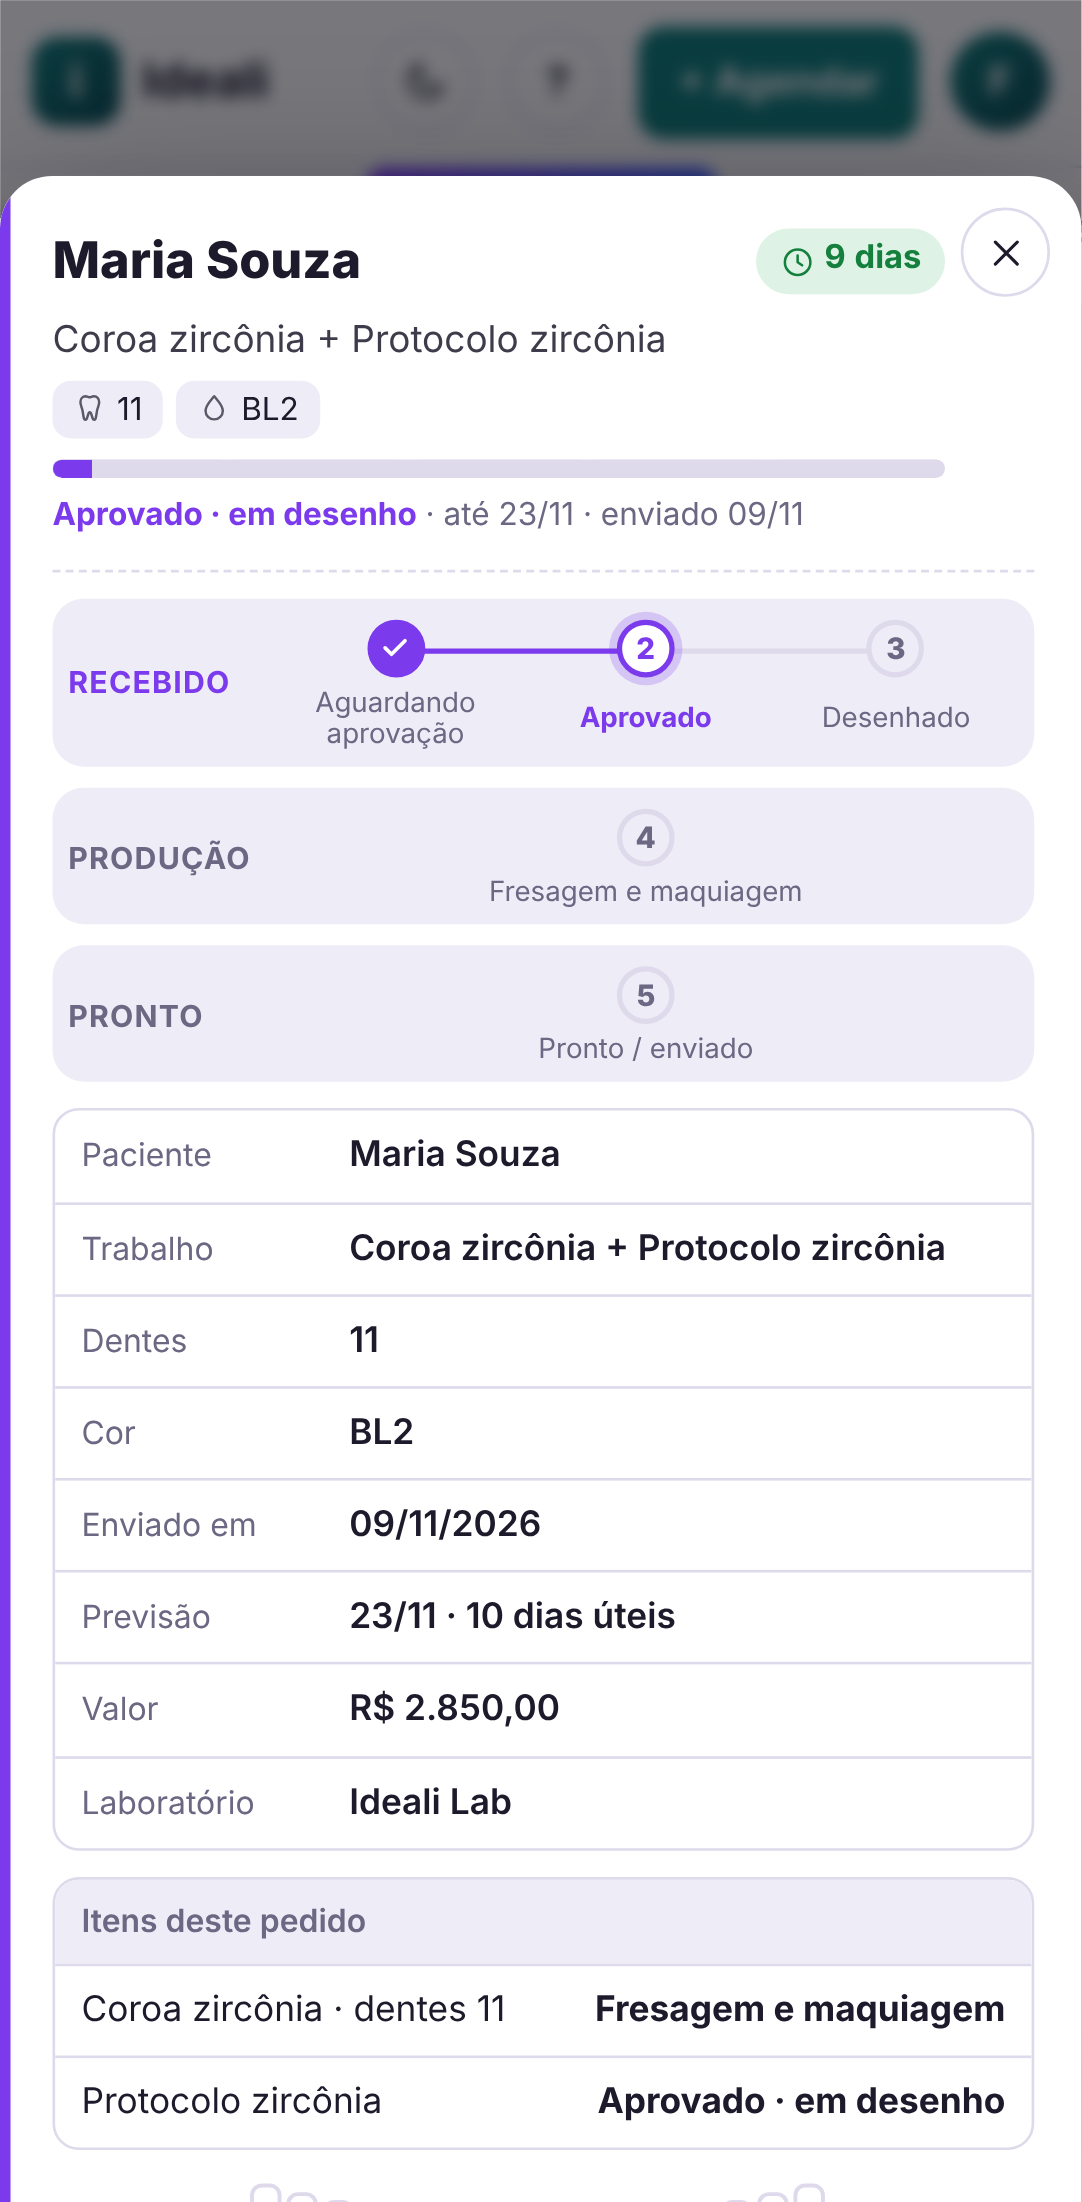 Ideali
?
+ Agendar
F
Maria Souza
9 dias
Coroa zircônia + Protocolo zircônia
11
BL2
Aprovado · em desenho · até 23/11 · enviado 09/11
RECEBIDO
Aguardando
aprovação
2
Aprovado
3
Desenhado
PRODUÇÃO
4
Fresagem e maquiagem
PRONTO
5
Pronto / enviado
Paciente Maria Souza
Trabalho Coroa zircônia + Protocolo zircônia
Dentes 11
Cor BL2
Enviado em 09/11/2026
Previsão 23/11 · 10 dias úteis
Valor R$ 2.850,00
Laboratório Ideali Lab
Itens deste pedido
Coroa zircônia · dentes 11 Fresagem e maquiagem
Protocolo zircônia Aprovado · em desenho